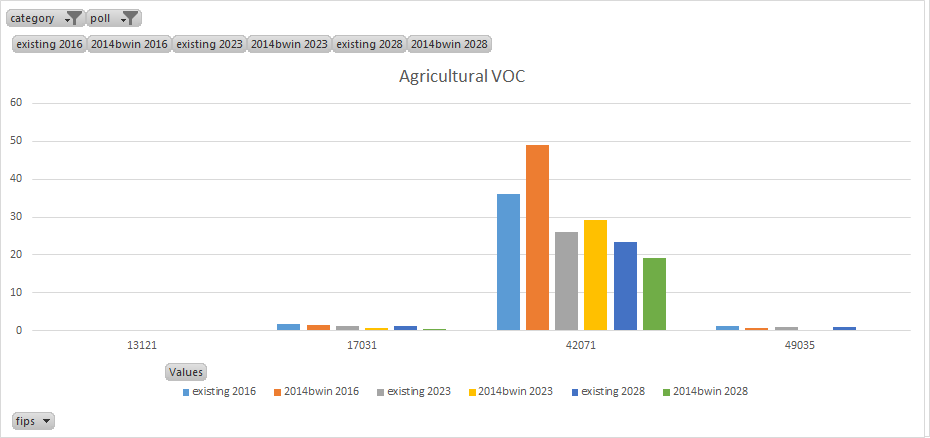 category poll
existing 2016 2014bwin 2016 existing 2023 2014bwin 2023 existing 2028 2014bwin 2028
Agricultural VOC
60
50
40
30
20
10
0
13121 17031 42071 49035
Values
existing 2016 2014bwin 2016 existing 2023 2014bwin 2023 existing 2028 2014bwin 2028
fips